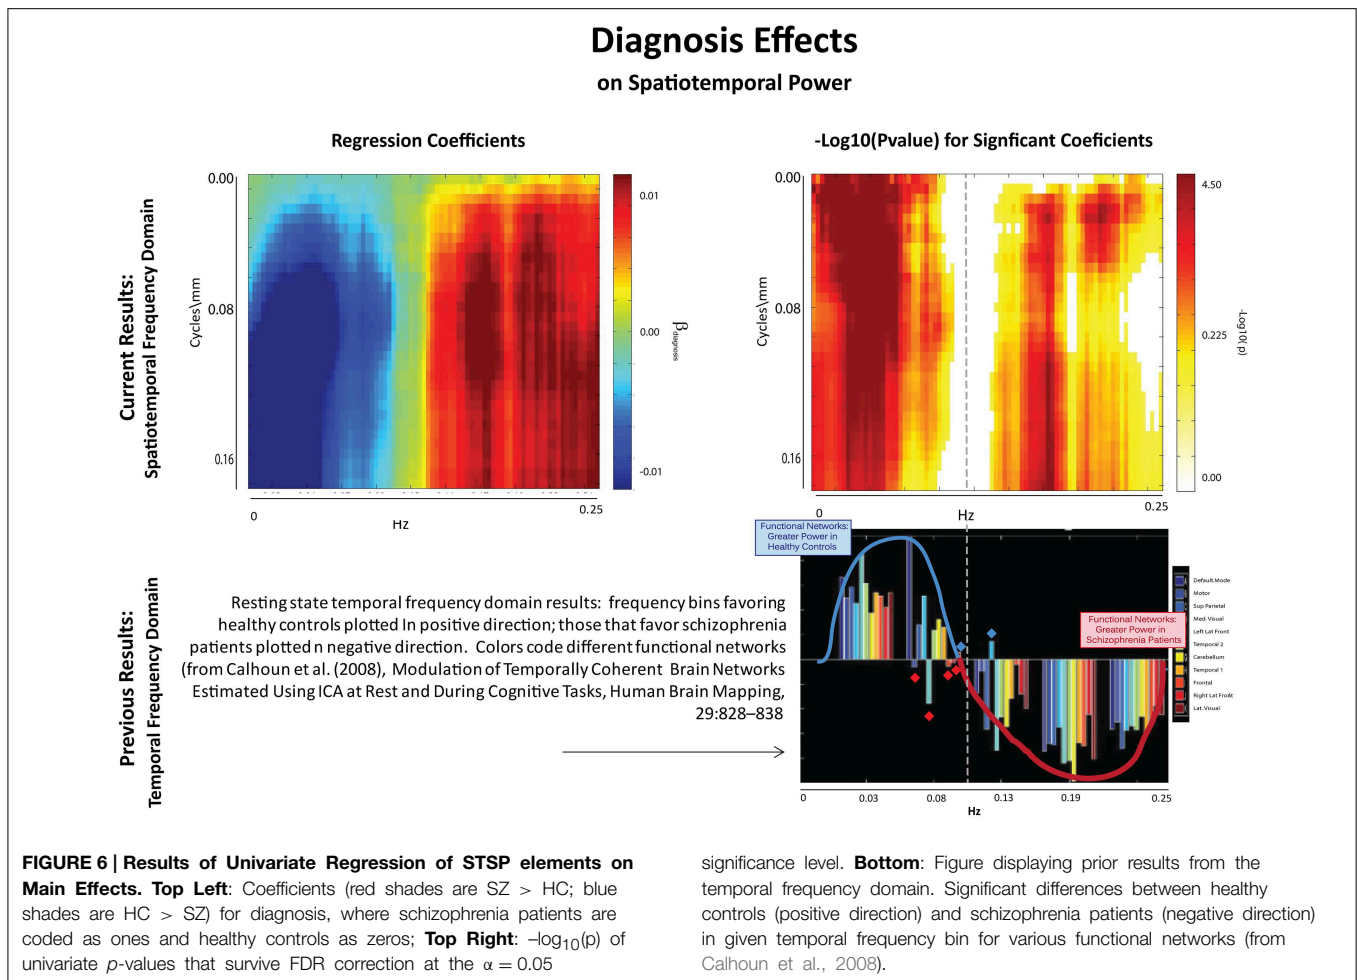 Diagnosis Effects
on Spatiotemporal Power
Regression Coefficients
-Log10(Pvalue) for Signficant Coeficients
Current Results:
Spatiotemporal Frequency Domain
Cycles\mm
0.00
0.08
0.16
0
0.25
Hz
0.01
0.00
-0.01
βdiagnosis
Cycles\mm
0.00
0.08
0.16
0
0.25
Hz
4.50
0.225
0.00
-Log10( p)
Previous Results:
Temporal Frequency Domain
Resting state temporal frequency domain results: frequency bins favoring
healthy controls plotted In positive direction; those that favor schizophrenia
patients plotted n negative direction. Colors code different functional networks
(from Calhoun et al. (2008), Modulation of Temporally Coherent Brain Networks
Estimated Using ICA at Rest and During Cognitive Tasks, Human Brain Mapping,
29:828–838
Functional Networks:
Greater Power in
Healthy Controls
Functional Networks:
Greater Power in
Schizophrenia Patients
Default Mode
Motor
Sup Parietal
Med. Visual
Left Lat Front
Temporal 2
Cerebellum
Temporal 1
Frontal
Right Lat Front
Lat. Visual
0
0.03
0.08
0.13
0.19
0.25
Hz
FIGURE 6 | Results of Univariate Regression of STSP elements on
Main Effects. Top Left: Coefficients (red shades are SZ > HC; blue
shades are HC > SZ) for diagnosis, where schizophrenia patients are
coded as ones and healthy controls as zeros; Top Right: –log10(p) of
univariate p-values that survive FDR correction at the α = 0.05
significance level. Bottom: Figure displaying prior results from the
temporal frequency domain. Significant differences between healthy
controls (positive direction) and schizophrenia patients (negative direction)
in given temporal frequency bin for various functional networks (from
Calhoun et al., 2008).